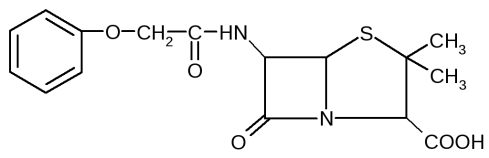 O CH₂ C HN S CH₃
O CH₃
O N COOH